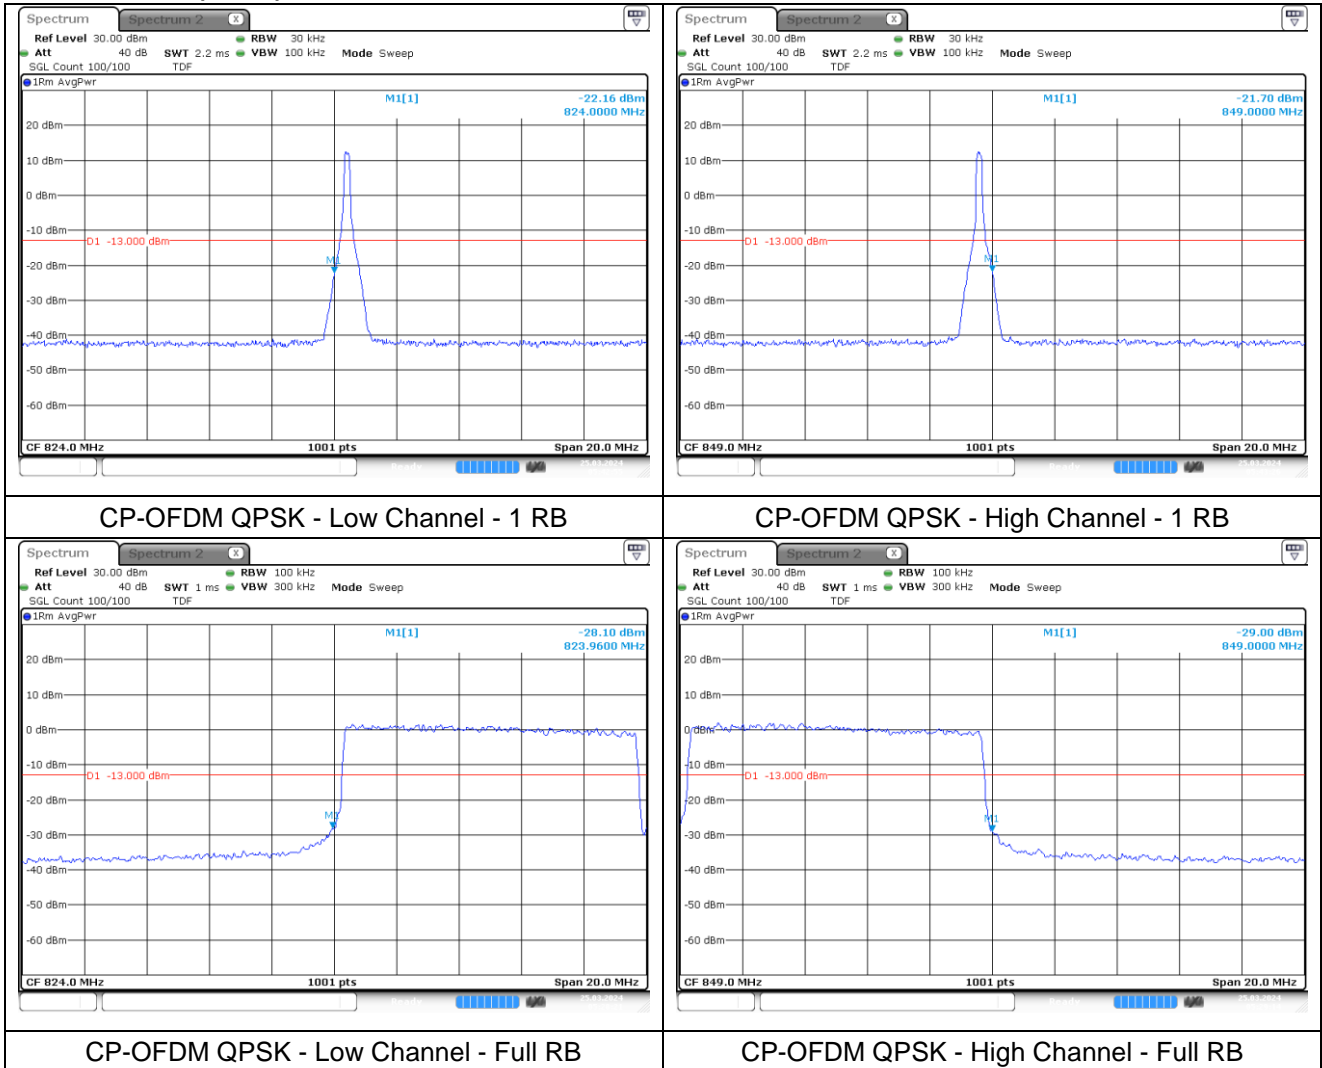 Spectrum Spectrum 2 X
Ref Level 30.00 dBm RBW 30 kHz
Att 40 dB SWT 2.2 ms VBW 100 kHz Mode Sweep
SGL Count 100/100 TDF
1Rm AvgPwr
M1[1] -22.16 dBm
824.0000 MHz
20 dBm
10 dBm
0 dBm
-10 dBm
D1 -13.000 dBm
M1
-20 dBm
-30 dBm
-40 dBm
-50 dBm
-60 dBm
CF 824.0 MHz 1001 pts Span 20.0 MHz
Ready 25.03.2024
CP-OFDM QPSK - Low Channel - 1 RB
Spectrum Spectrum 2 X
Ref Level 30.00 dBm RBW 30 kHz
Att 40 dB SWT 2.2 ms VBW 100 kHz Mode Sweep
SGL Count 100/100 TDF
1Rm AvgPwr
M1[1] -21.70 dBm
849.0000 MHz
20 dBm
10 dBm
0 dBm
-10 dBm
D1 -13.000 dBm
M1
-20 dBm
-30 dBm
-40 dBm
-50 dBm
-60 dBm
CF 849.0 MHz 1001 pts Span 20.0 MHz
Ready 25.03.2024
CP-OFDM QPSK - High Channel - 1 RB
Spectrum Spectrum 2 X
Ref Level 30.00 dBm RBW 100 kHz
Att 40 dB SWT 1 ms VBW 300 kHz Mode Sweep
SGL Count 100/100 TDF
1Rm AvgPwr
M1[1] -28.10 dBm
823.9600 MHz
20 dBm
10 dBm
0 dBm
-10 dBm
D1 -13.000 dBm
-20 dBm
M1
-30 dBm
-40 dBm
-50 dBm
-60 dBm
CF 824.0 MHz 1001 pts Span 20.0 MHz
Ready 25.03.2024
CP-OFDM QPSK - Low Channel - Full RB
Spectrum Spectrum 2 X
Ref Level 30.00 dBm RBW 100 kHz
Att 40 dB SWT 1 ms VBW 300 kHz Mode Sweep
SGL Count 100/100 TDF
1Rm AvgPwr
M1[1] -29.00 dBm
849.0000 MHz
20 dBm
10 dBm
0 dBm
-10 dBm
D1 -13.000 dBm
-20 dBm
M1
-30 dBm
-40 dBm
-50 dBm
-60 dBm
CF 849.0 MHz 1001 pts Span 20.0 MHz
Ready 25.03.2024
CP-OFDM QPSK - High Channel - Full RB